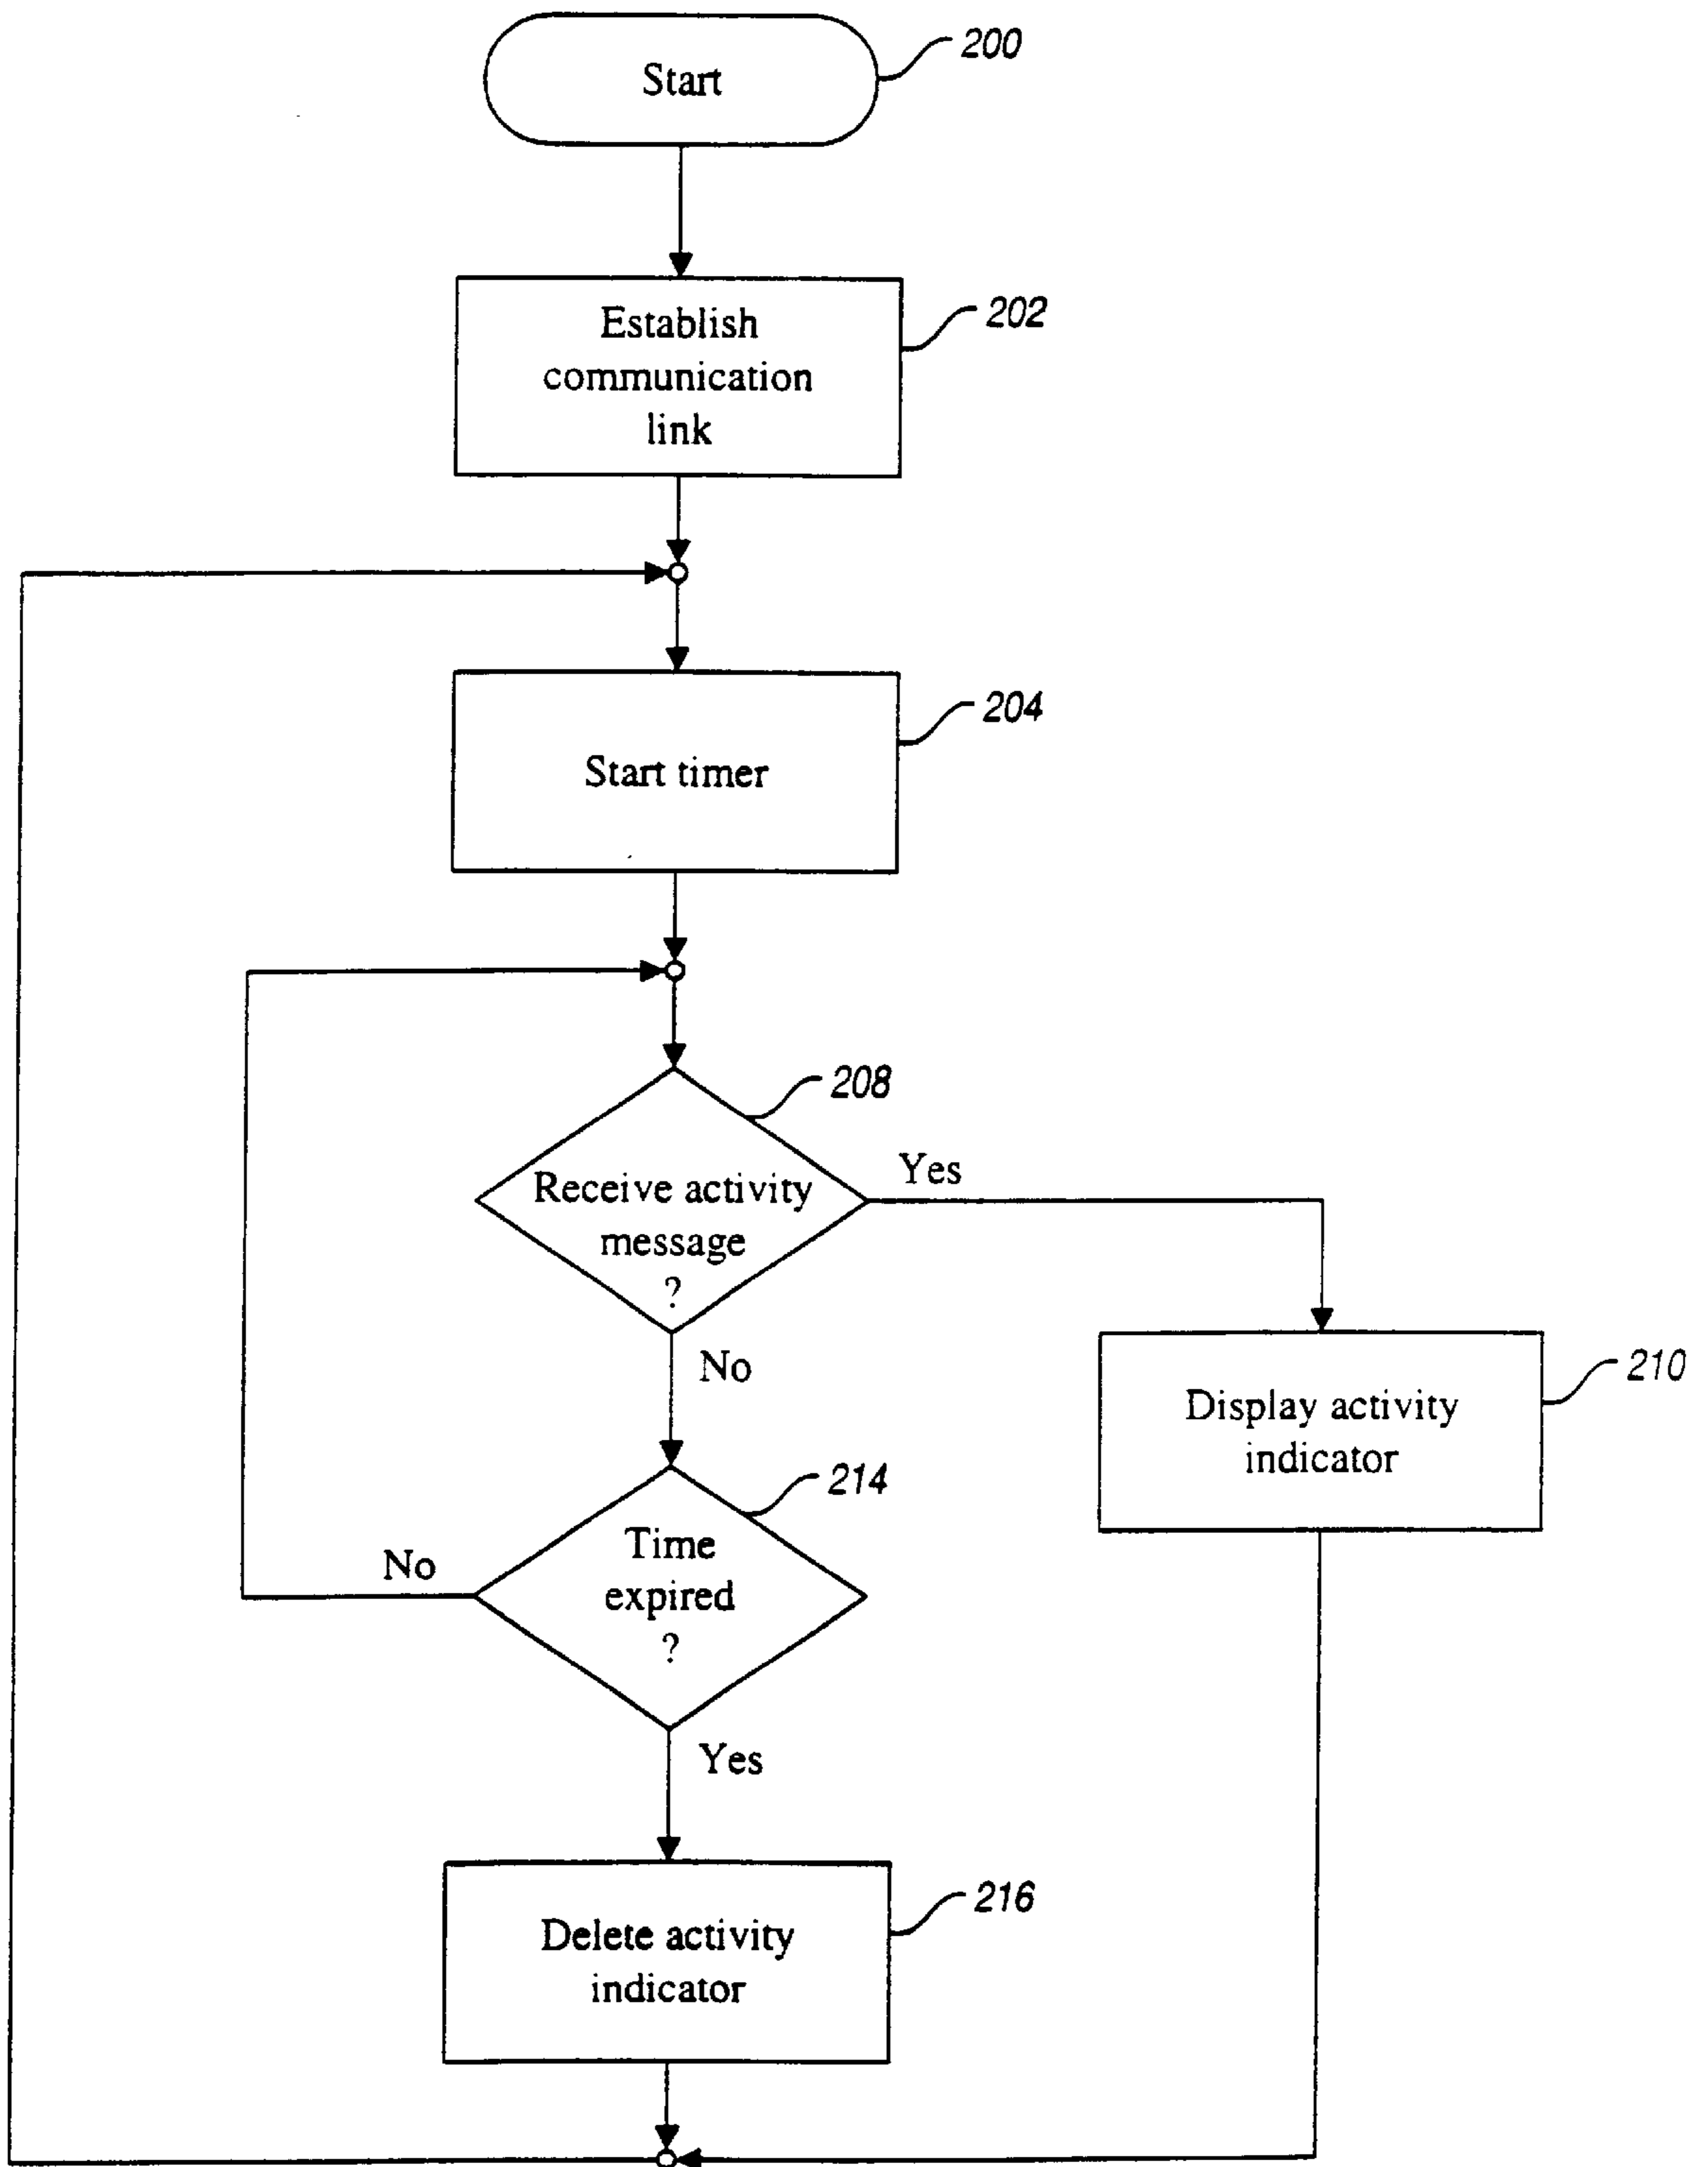 Start
200
Establish
communication
link
202
Start timer
204
Receive activity
message
?
208
Yes
No
Display activity
indicator
210
Time
expired
?
214
No
Yes
Delete activity
indicator
216